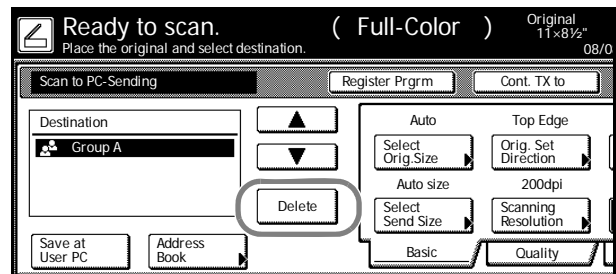 Ready to scan.
Place the original and select destination.
( Full-Color )
Original
11×8½"
08/0
Scan to PC-Sending
Register Prgrm
Cont. TX to
Destination
Group A
Delete
Save at
User PC
Address
Book
Auto
Select
Orig.Size
Top Edge
Orig. Set
Direction
Auto size
Select
Send Size
200dpi
Scanning
Resolution
Basic
Quality